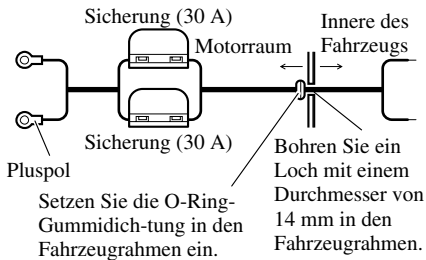 Sicherung (30 A)
Motorraum
Innere des
Fahrzeugs
Sicherung (30 A)
Pluspol
Setzen Sie die O-Ring-
Gummidich-tung in den
Fahrzeugrahmen ein.
Bohren Sie ein
Loch mit einem
Durchmesser von
14 mm in den
Fahrzeugrahmen.